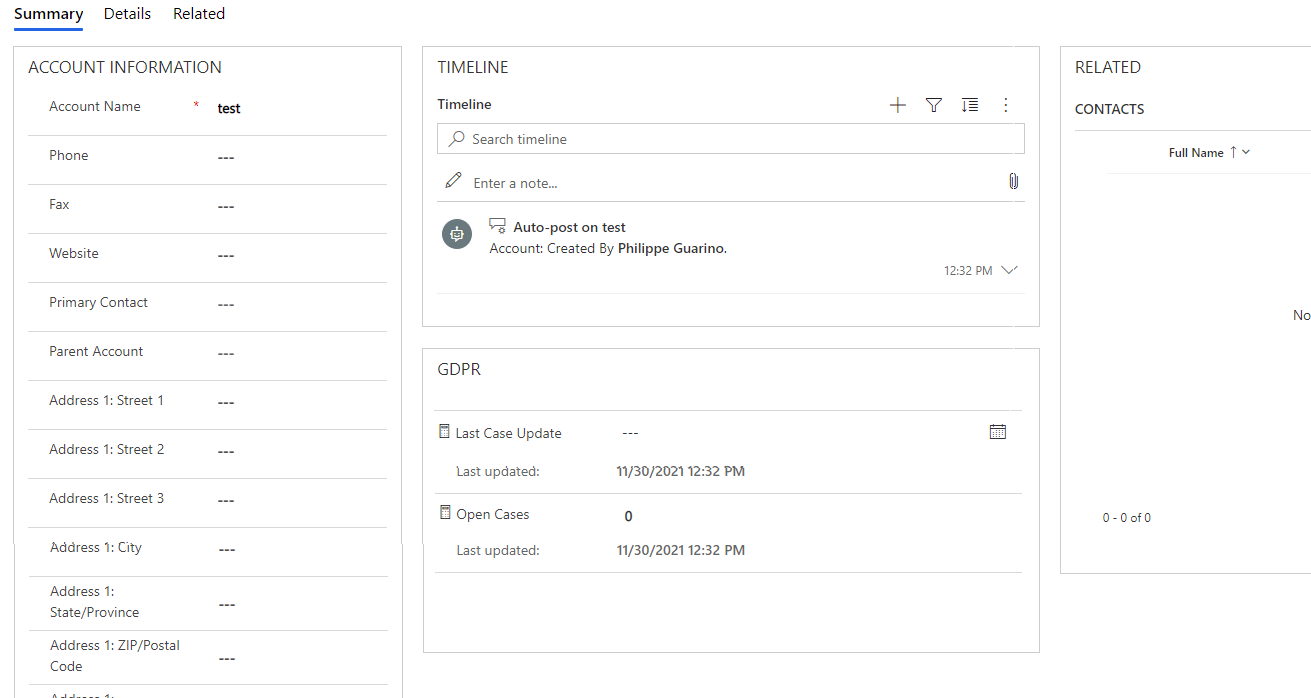 Summary Details Related
ACCOUNT INFORMATION
Account Name * test
Phone ---
Fax ---
Website ---
Primary Contact ---
Parent Account ---
Address 1: Street 1 ---
Address 1: Street 2 ---
Address 1: Street 3 ---
Address 1: City ---
Address 1:
State/Province ---
Address 1: ZIP/Postal
Code ---
Address 1:
TIMELINE
Timeline
Search timeline
Enter a note...
Auto-post on test
Account: Created By Philippe Guarino.
12:32 PM
GDPR
Last Case Update ---
Last updated: 11/30/2021 12:32 PM
Open Cases 0
Last updated: 11/30/2021 12:32 PM
RELATED
CONTACTS
Full Name ↑
No
0 - 0 of 0